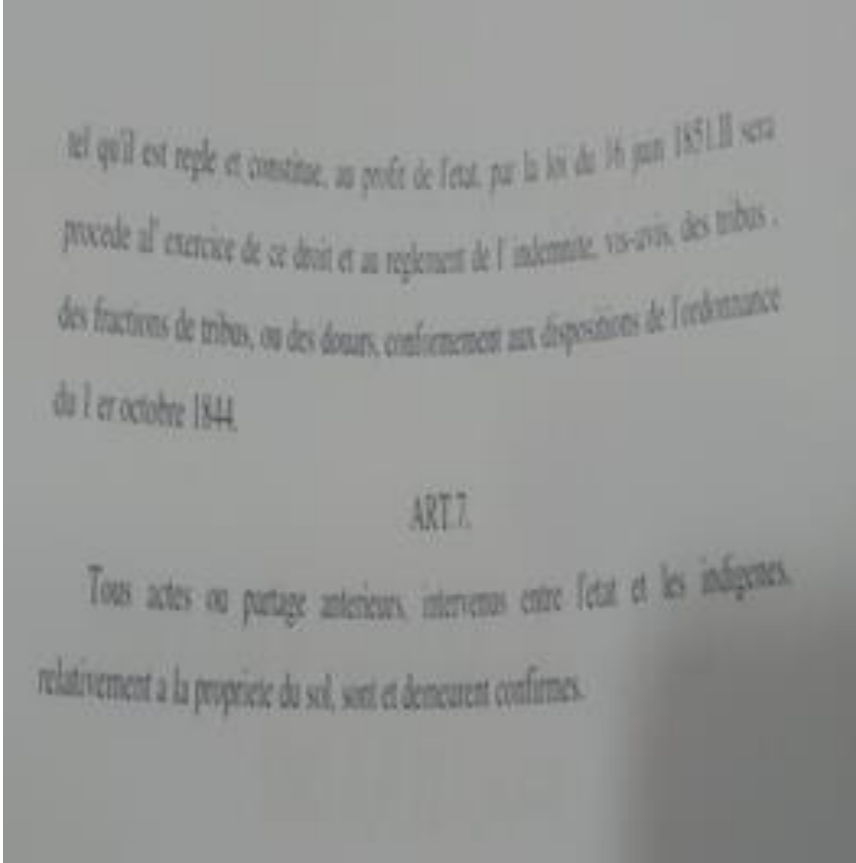 tel qu'il est regle et constitue, au profit de l'etat, par la loi du 16 juin 1851.Il sera
procede al' exercice de ce droit et au reglement de l' indemnite, vis-avis, des tribus ,
des fractions de tribus, ou des douars, confornement aux dispositions de l'ordonnance
du 1 er octobre 1844.
ART.7.
Tous actes ou partage anterieurs, intervenus entre l'etat et les indigenes,
relativement a la propriete du sol, sont et demeurent confirmes.